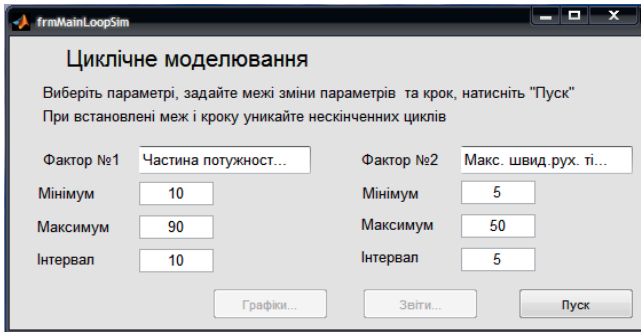 frmMainLoopSim
Циклічне моделювання
Виберіть параметрі, задайте межі зміни параметрів та крок, натисніть "Пуск"
При встановлені меж і кроку уникайте нескінченних циклів
Фактор №1 Частина потужност... Фактор №2 Макс. швид.рух. ті...
Мінімум 10 Мінімум 5
Максимум 90 Максимум 50
Інтервал 10 Інтервал 5
Графіки... Звіти... Пуск